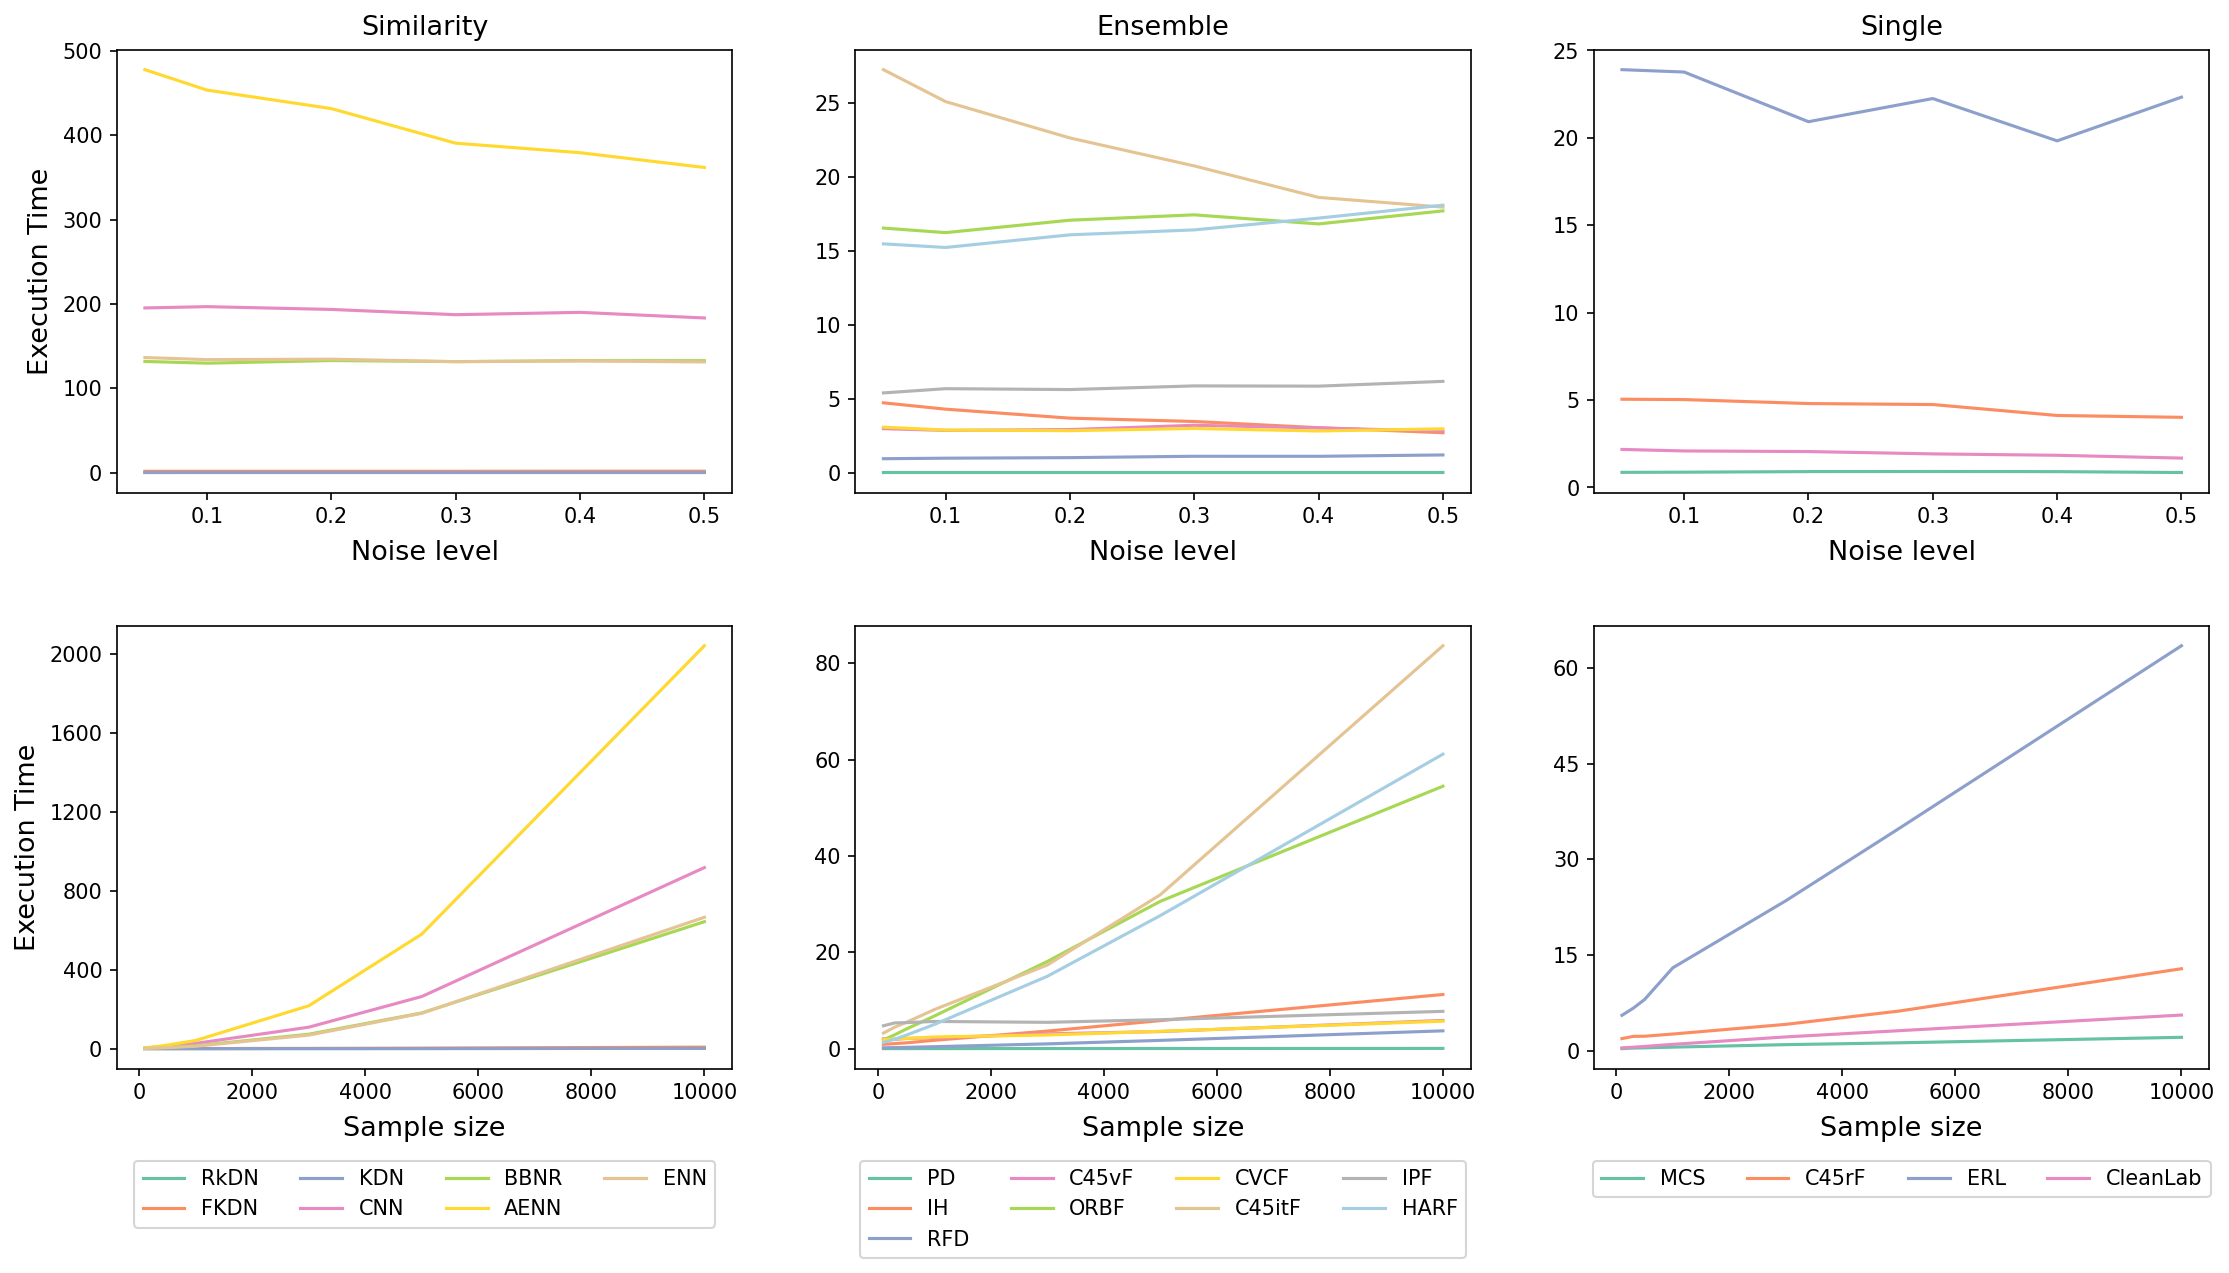 Similarity
Ensemble
Single
500
400
300
200
100
0
Execution Time
0.1 0.2 0.3 0.4 0.5
Noise level
25
20
15
10
5
0
0.1 0.2 0.3 0.4 0.5
Noise level
25
20
15
10
5
0
0.1 0.2 0.3 0.4 0.5
Noise level
2000
1600
1200
800
400
0
Execution Time
0 2000 4000 6000 8000 10000
Sample size
80
60
40
20
0
0 2000 4000 6000 8000 10000
Sample size
60
45
30
15
0
0 2000 4000 6000 8000 10000
Sample size
RkDN KDN BBNR ENN
FKDN CNN AENN
PD C45vF CVCF IPF
IH ORBF C45itF HARF
RFD
MCS C45rF ERL CleanLab